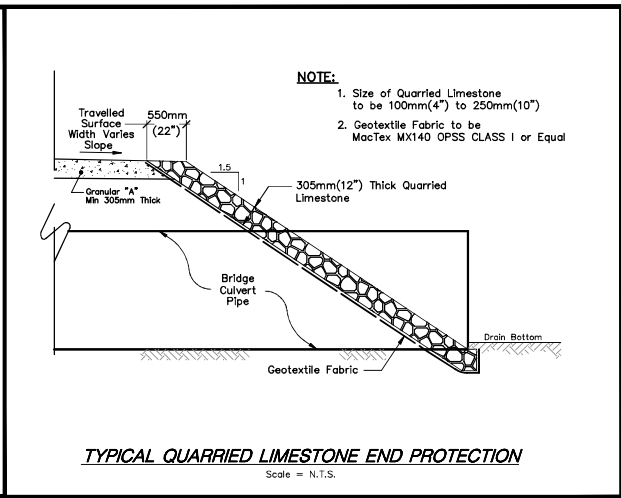 NOTE:
1. Size of Quarried Limestone
to be 100mm(4") to 250mm(10")
2. Geotextile Fabric to be
MacTex MX140 OPSS CLASS I or Equal
Travelled
Surface
Width Varies
Slope
550mm
(22")
1.5
1
Granular "A"
Min 305mm Thick
305mm(12") Thick Quarried
Limestone
Bridge
Culvert
Pipe
Drain Bottom
Geotextile Fabric
TYPICAL QUARRIED LIMESTONE END PROTECTION
Scale = N.T.S.